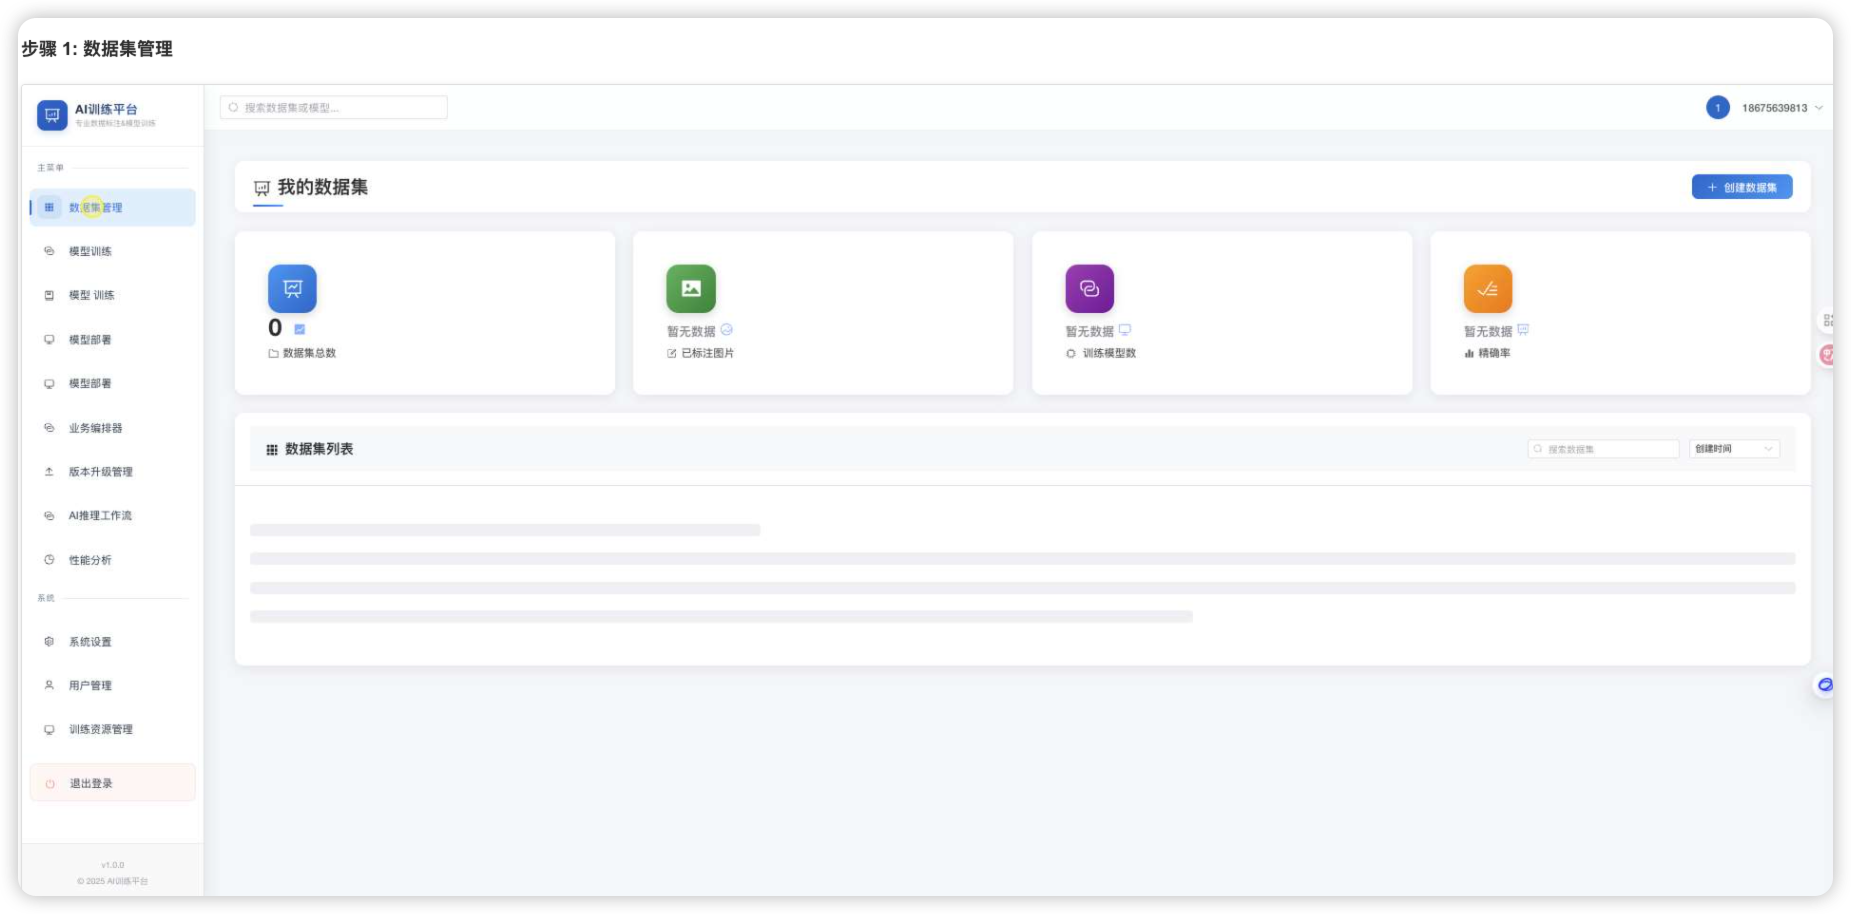 步骤 1: 数据集管理
AI训练平台
专业数据标注&模型训练
搜索数据集或模型...
1
18675639813
主菜单
数据集管理
模型训练
模型 训练
模型部署
模型部署
业务编排器
版本升级管理
AI推理工作流
性能分析
系统
系统设置
用户管理
训练资源管理
退出登录
v1.0.0
© 2025 AI训练平台
我的数据集
+ 创建数据集
0
数据集总数
暂无数据
已标注图片
暂无数据
训练模型数
暂无数据
精确率
数据集列表
搜索数据集
创建时间